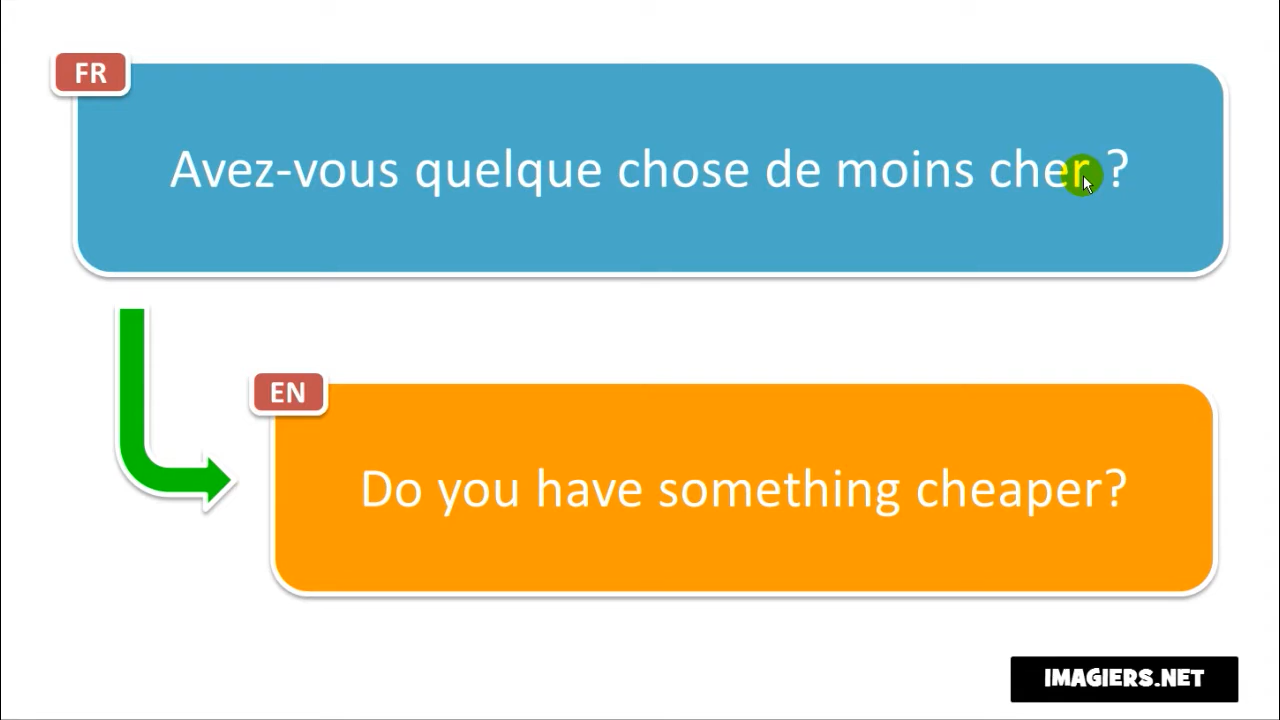 FR
Avez-vous quelque chose de moins cher ?
EN
Do you have something cheaper?
IMAGIERS.NET